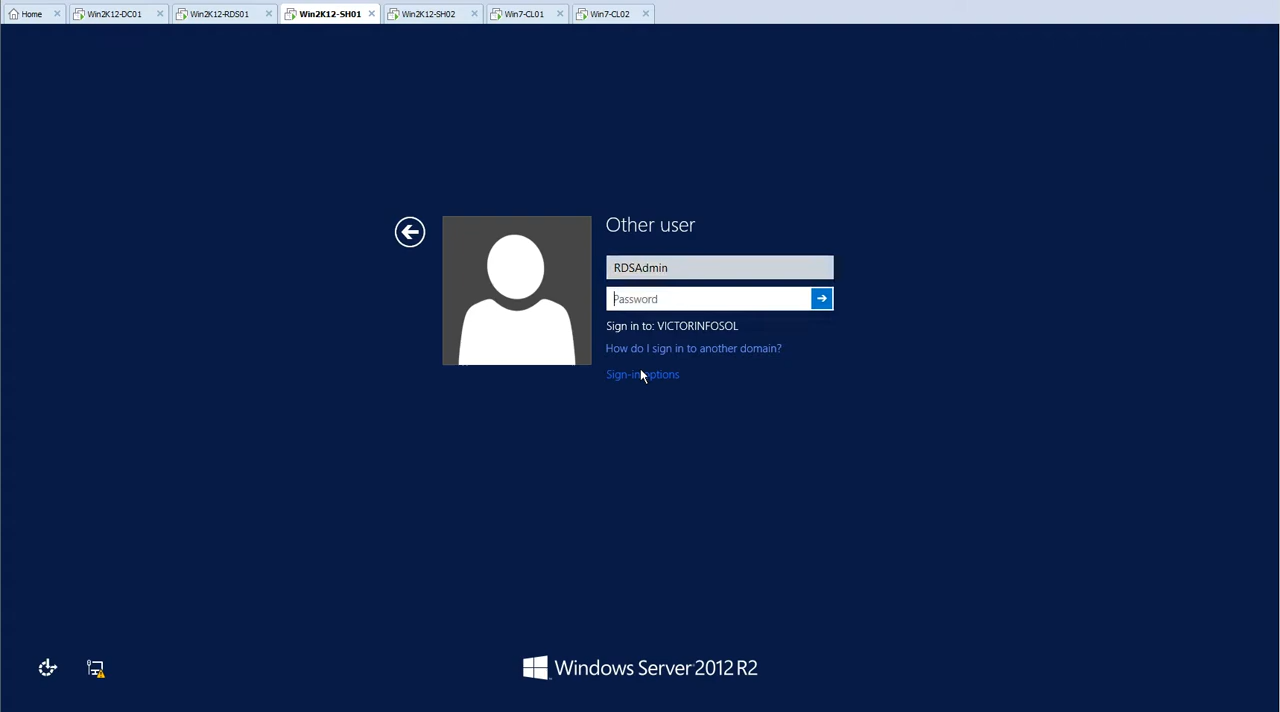 Home Win2K12-DC01 Win2K12-RDS01 Win2K12-SH01 Win2K12-SH02 Win7-CL01 Win7-CL02
Other user
RDSAdmin
Password
Sign in to: VICTORINFOSOL
How do I sign in to another domain?
Sign-in options
Windows Server 2012 R2